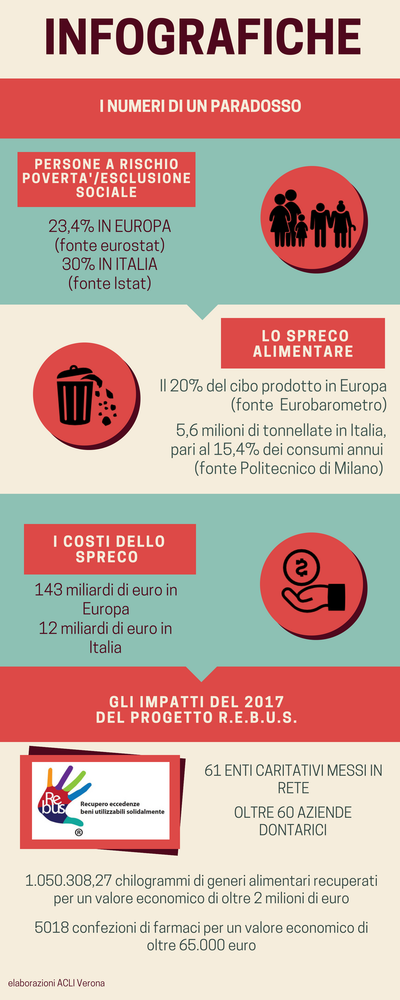 INFOGRAFICHE
I NUMERI DI UN PARADOSSO
PERSONE A RISCHIO
POVERTA'/ESCLUSIONE
SOCIALE
23,4% IN EUROPA
(fonte eurostat)
30% IN ITALIA
(fonte Istat)
LO SPRECO
ALIMENTARE
Il 20% del cibo prodotto in Europa
(fonte Eurobarometro)
5,6 milioni di tonnellate in Italia,
pari al 15,4% dei consumi annui
(fonte Politecnico di Milano)
I COSTI DELLO
SPRECO
143 miliardi di euro in
Europa
12 miliardi di euro in
Italia
GLI IMPATTI DEL 2017
DEL PROGETTO R.E.B.U.S.
Re
bus
Recupero eccedenze
beni utilizzabili solidalmente
®
61 ENTI CARITATIVI MESSI IN
RETE
OLTRE 60 AZIENDE
DONTARICI
1.050.308,27 chilogrammi di generi alimentari recuperati
per un valore economico di oltre 2 milioni di euro
5018 confezioni di farmaci per un valore economico di
oltre 65.000 euro
elaborazioni ACLI Verona